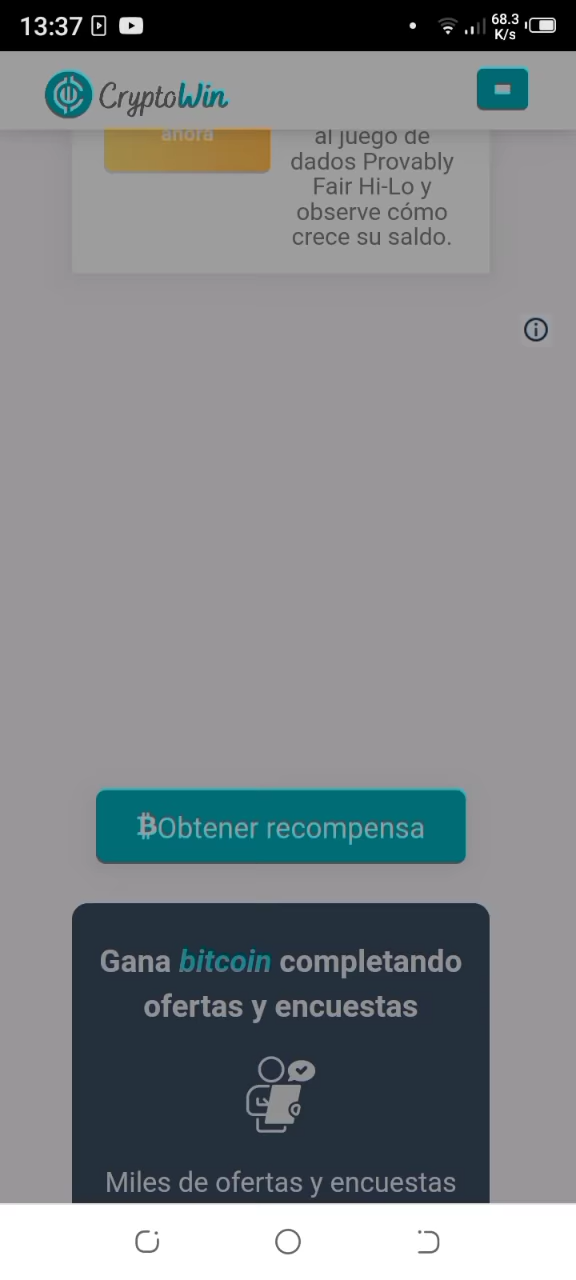 13:37
68.3
K/s
CryptoWin
ahora
al juego de
dados Provably
Fair Hi-Lo y
observe cómo
crece su saldo.
₿Obtener recompensa
Gana bitcoin completando
ofertas y encuestas
Miles de ofertas y encuestas